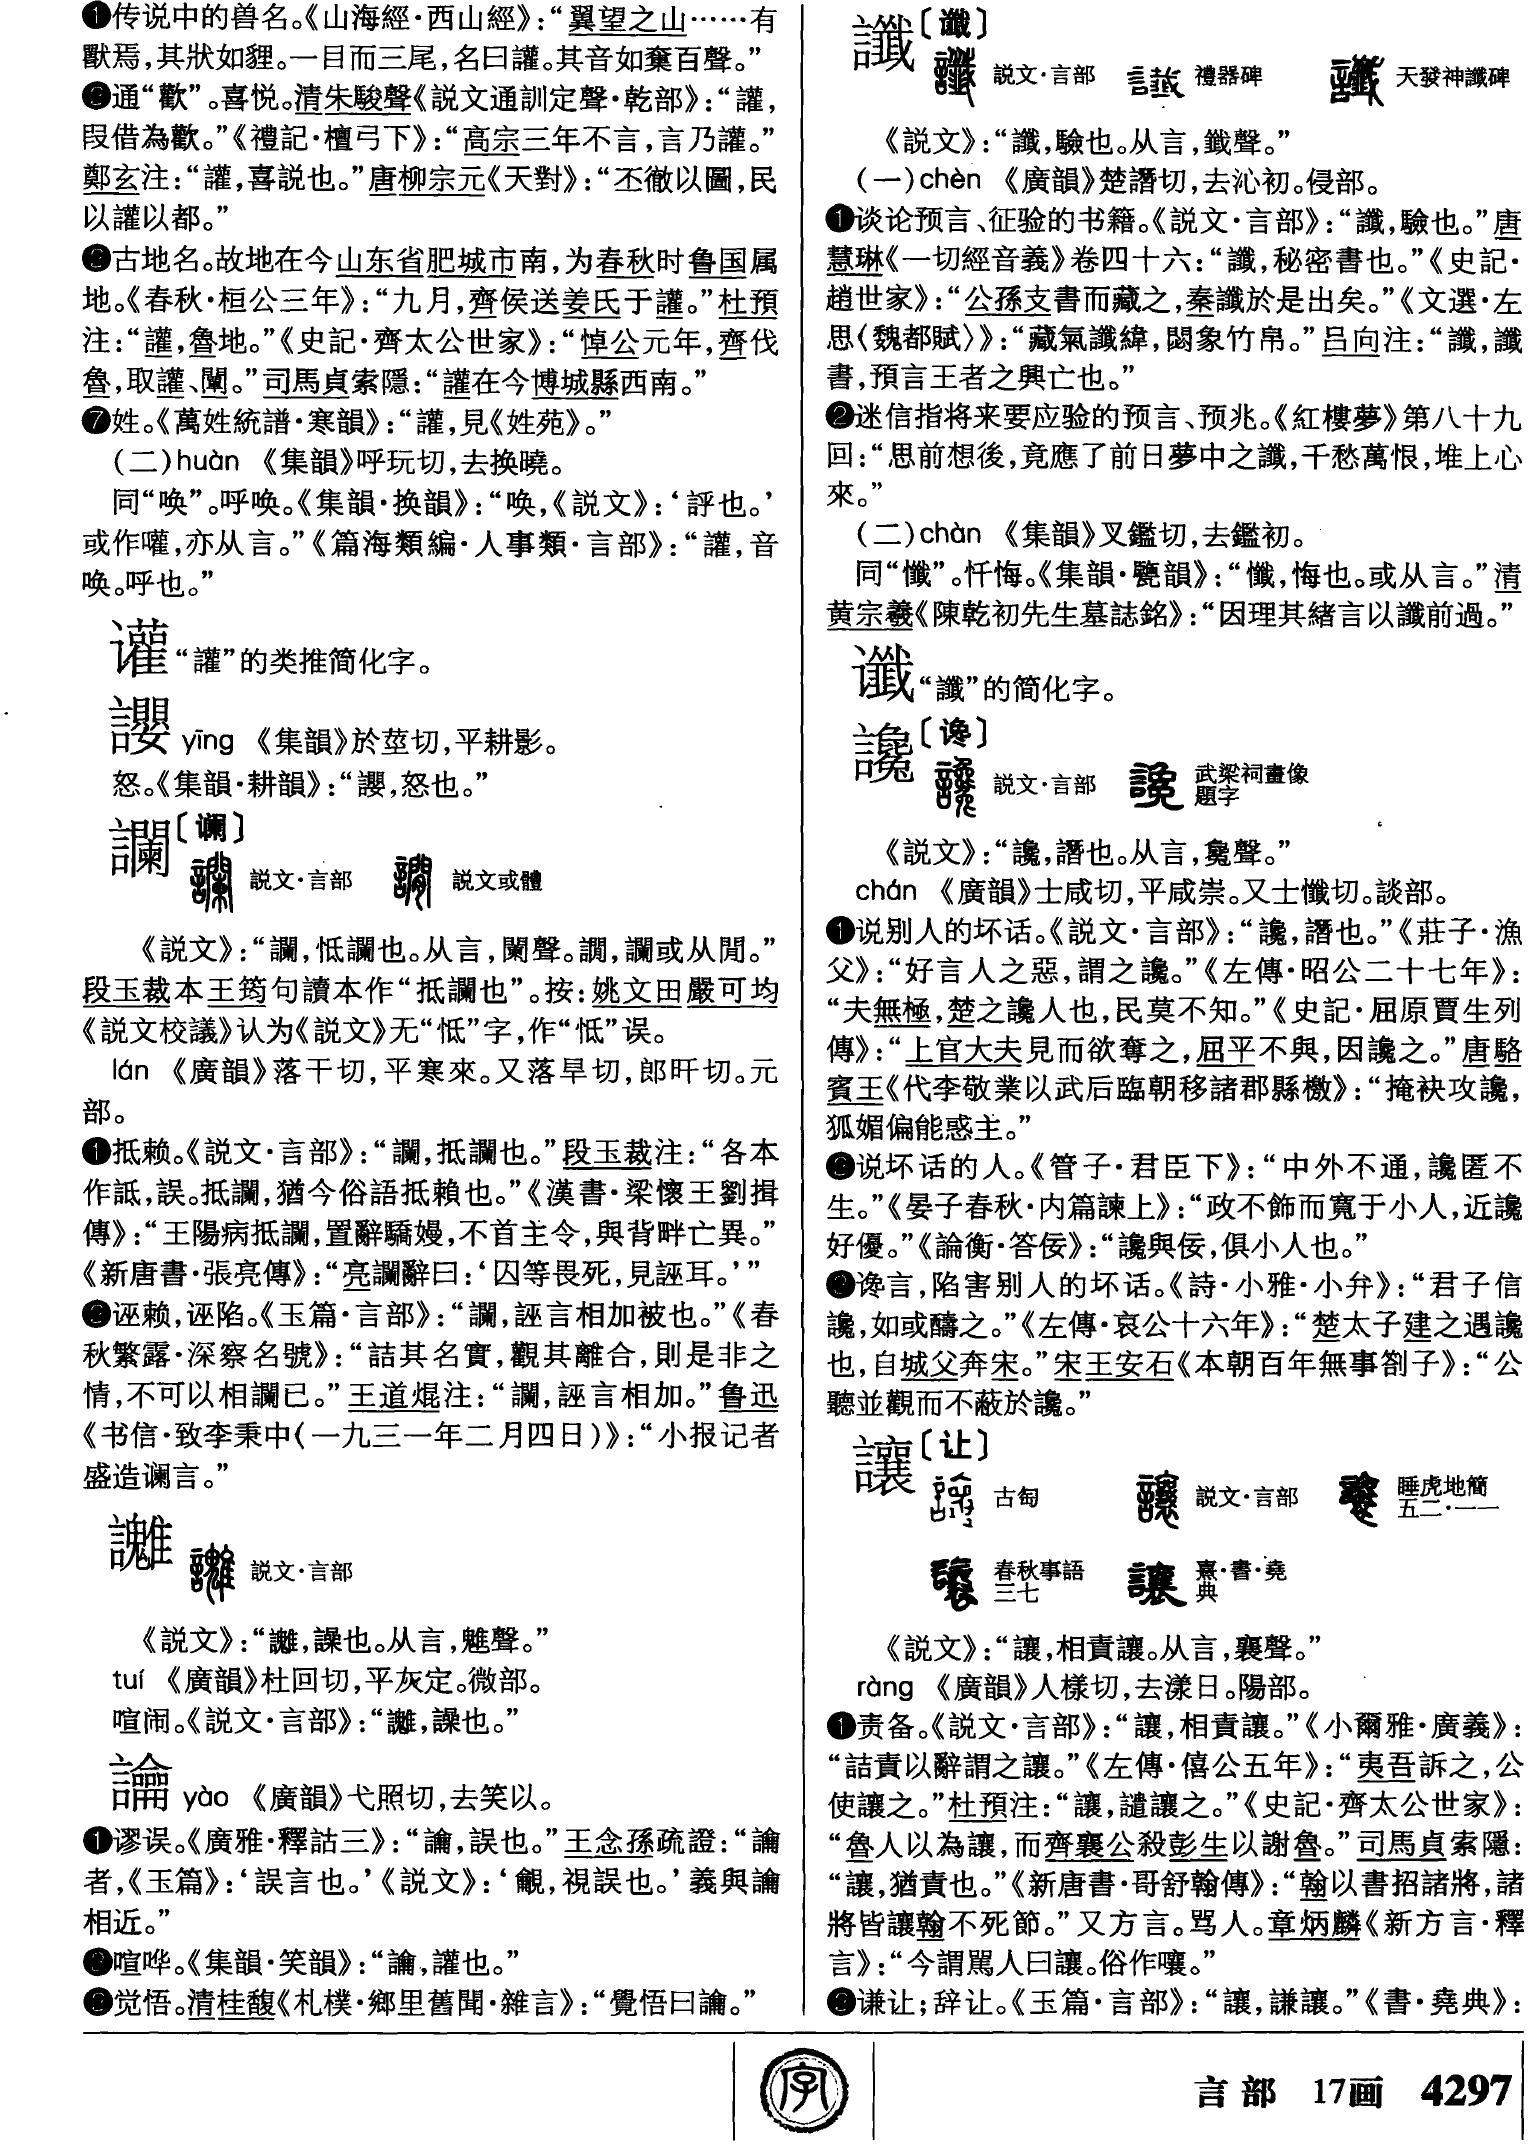 ❶传说中的兽名。《山海經·西山經》：“翼望之山……有
獸焉，其狀如貍。一目而三尾，名曰讙。其音如棄百聲。”
❷通“歡”。喜悦。清朱駿聲《説文通訓定聲·乾部》：“讙，
叚借為歡。”《禮記·檀弓下》：“高宗三年不言，言乃讙。”
鄭玄注：“讙，喜説也。”唐柳宗元《天對》：“丕徹以圖，民
以讙以都。”
古地名。故地在今山东省肥城市南，为春秋时鲁国属
地。《春秋·桓公三年》：“九月，齊侯送姜氏于讙。”杜預
注：“讙，魯地。”《史記·齊太公世家》：“悼公元年，齊伐
魯，取讙、闡。”司馬貞索隱：“讙在今博城縣西南。”
❼姓。《萬姓統譜·寒韻》：“讙，見《姓苑》。”
(二)huàn 《集韻》呼玩切，去换曉。
同“唤”。呼唤。《集韻·换韻》：“唤，《説文》：‘評也。’
或作嚾，亦从言。”《篇海類編·人事類·言部》：“讙，音
唤。呼也。”
“讙”的类推简化字。
譻 yīng 《集韻》於莖切，平耕影。
怒。《集韻·耕韻》：“譻，怒也。”
讕〔谰〕
説文·言部 説文或體
《説文》：“讕，怟讕也。从言，闌聲。𧬘，讕或从閒。”
段玉裁本王筠句讀本作“抵讕也”。按：姚文田嚴可均
《説文校議》认为《説文》无“怟”字，作“怟”误。
lán 《廣韻》落干切，平寒來。又落旱切，郎旰切。元
部。
❶抵赖。《説文·言部》：“讕，抵讕也。”段玉裁注：“各本
作詆，誤。抵讕，猶今俗語抵賴也。”《漢書·梁懷王劉揖
傳》：“王陽病抵讕，置辭驕嫚，不首主令，與背畔亡異。”
《新唐書·張亮傳》：“亮讕辭曰：‘囚等畏死，見誣耳。’”
❷诬赖，诬陷。《玉篇·言部》：“讕，誣言相加被也。”《春
秋繁露·深察名號》：“詰其名實，觀其離合，則是非之
情，不可以相讕已。”王道焜注：“讕，誣言相加。”鲁迅
《书信·致李秉中(一九三一年二月四日)》：“小报记者
盛造谰言。”
説文·言部
《説文》：“讙，譟也。从言，䧿聲。”
tuí 《廣韻》杜回切，平灰定。微部。
喧闹。《説文·言部》：“，譟也。”
yào 《廣韻》弋照切，去笑以。
❶谬误。《廣雅·釋詁三》：“䚻，誤也。”王念孫疏證：“
者，《玉篇》：‘誤言也。’《説文》：‘覦，視誤也。’義與
相近。”
❷喧哗。《集韻·笑韻》：“，讙也。”
❸觉悟。清桂馥《札樸·鄉里舊聞·雜言》：“覺悟曰。”
讖〔谶〕
説文·言部 禮器碑 天發神讖碑
《説文》：“讖，驗也。从言，韱聲。”
(一)chèn 《廣韻》楚譖切，去沁初。侵部。
❶谈论预言、征验的书籍。《説文·言部》：“讖，驗也。”唐
慧琳《一切經音義》卷四十六：“讖，秘密書也。”《史記·
趙世家》：“公孫支書而藏之，秦讖於是出矣。”《文選·左
思〈魏都賦〉》：“藏氣讖緯，閟象竹帛。”吕向注：“讖，讖
書，預言王者之興亡也。”
❷迷信指将来要应验的预言、预兆。《紅樓夢》第八十九
回：“思前想後，竟應了前日夢中之讖，千愁萬恨，堆上心
來。”
(二)chàn 《集韻》叉鑑切，去鑑初。
同“懺”。忏悔。《集韻·㽉韻》：“懺，悔也。或从言。”清
黄宗羲《陳乾初先生墓誌銘》：“因理其緒言以讖前過。”
谶 “讖”的简化字。
讒〔谗〕
説文·言部 武梁祠畫像
題字
《説文》：“讒，譖也。从言，毚聲。”
chán 《廣韻》士咸切，平咸崇。又士懺切。談部。
❶说别人的坏话。《説文·言部》：“讒，譖也。”《莊子·漁
父》：“好言人之惡，謂之讒。”《左傳·昭公二十七年》：
“夫無極，楚之讒人也，民莫不知。”《史記·屈原賈生列
傳》：“上官大夫見而欲奪之，屈平不與，因讒之。”唐駱
賓王《代李敬業以武后臨朝移諸郡縣檄》：“掩袂攻讒，
狐媚偏能惑主。”
❷说坏话的人。《管子·君臣下》：“中外不通，讒匿不
生。”《晏子春秋·内篇諫上》：“政不飾而寬于小人，近讒
好優。”《論衡·答佞》：“讒與佞，俱小人也。”
❸谗言，陷害别人的坏话。《詩·小雅·小弁》：“君子信
讒，如或醻之。”《左傳·哀公十六年》：“楚太子建之遇讒
也，自城父奔宋。”宋王安石《本朝百年無事劄子》：“公
聽並觀而不蔽於讒。”
讓〔让〕
古匋 説文·言部 睡虎地簡
五二·一一
春秋事語
三七 熹·書·堯
典
《説文》：“讓，相責讓。从言，襄聲。”
ràng 《廣韻》人樣切，去漾日。陽部。
❶责备。《説文·言部》：“讓，相責讓。”《小爾雅·廣義》：
“詰責以辭謂之讓。”《左傳·僖公五年》：“夷吾訴之，公
使讓之。”杜預注：“讓，譴讓之。”《史記·齊太公世家》：
“魯人以為讓，而齊襄公殺彭生以謝魯。”司馬貞索隱：
“讓，猶責也。”《新唐書·哥舒翰傳》：“翰以書招諸將，諸
將皆讓翰不死節。”又方言。骂人。章炳麟《新方言·釋
言》：“今謂駡人曰讓。俗作嚷。”
❷谦让；辞让。《玉篇·言部》：“讓，謙讓。”《書·堯典》：
字
言部 17画 4297